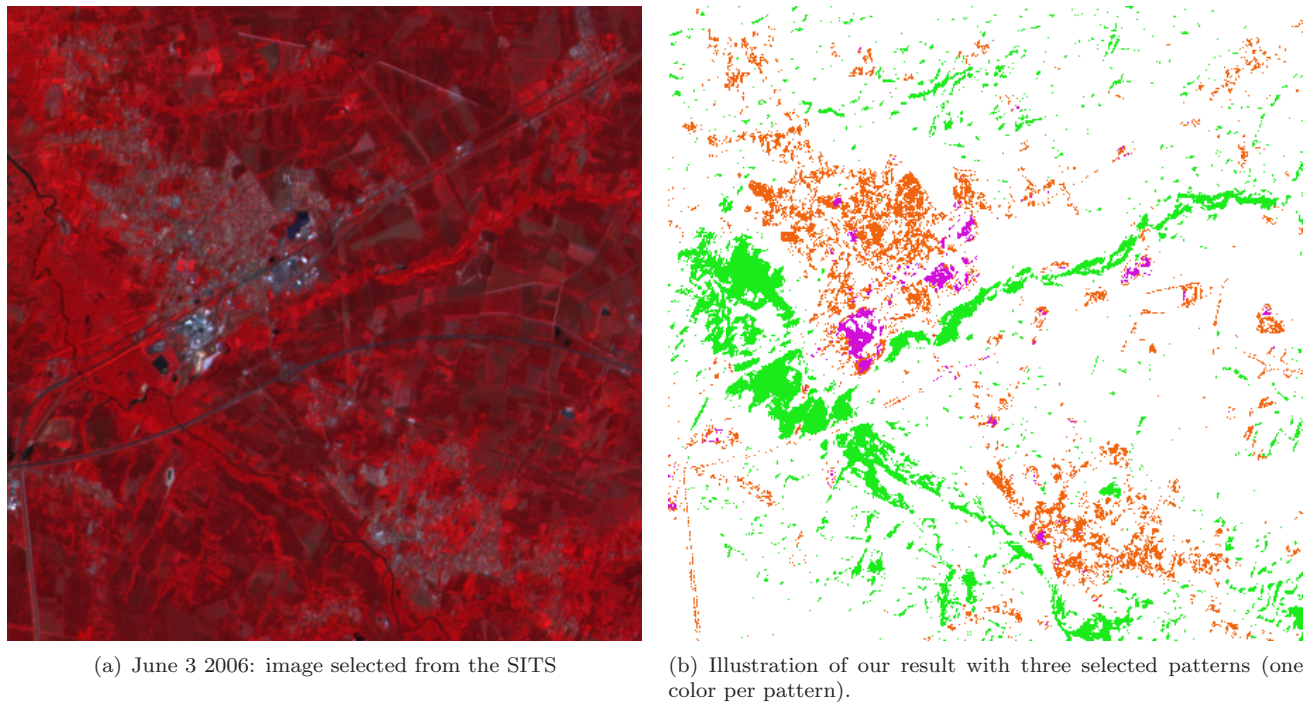 (a) June 3 2006: image selected from the SITS
(b) Illustration of our result with three selected patterns (one
color per pattern).